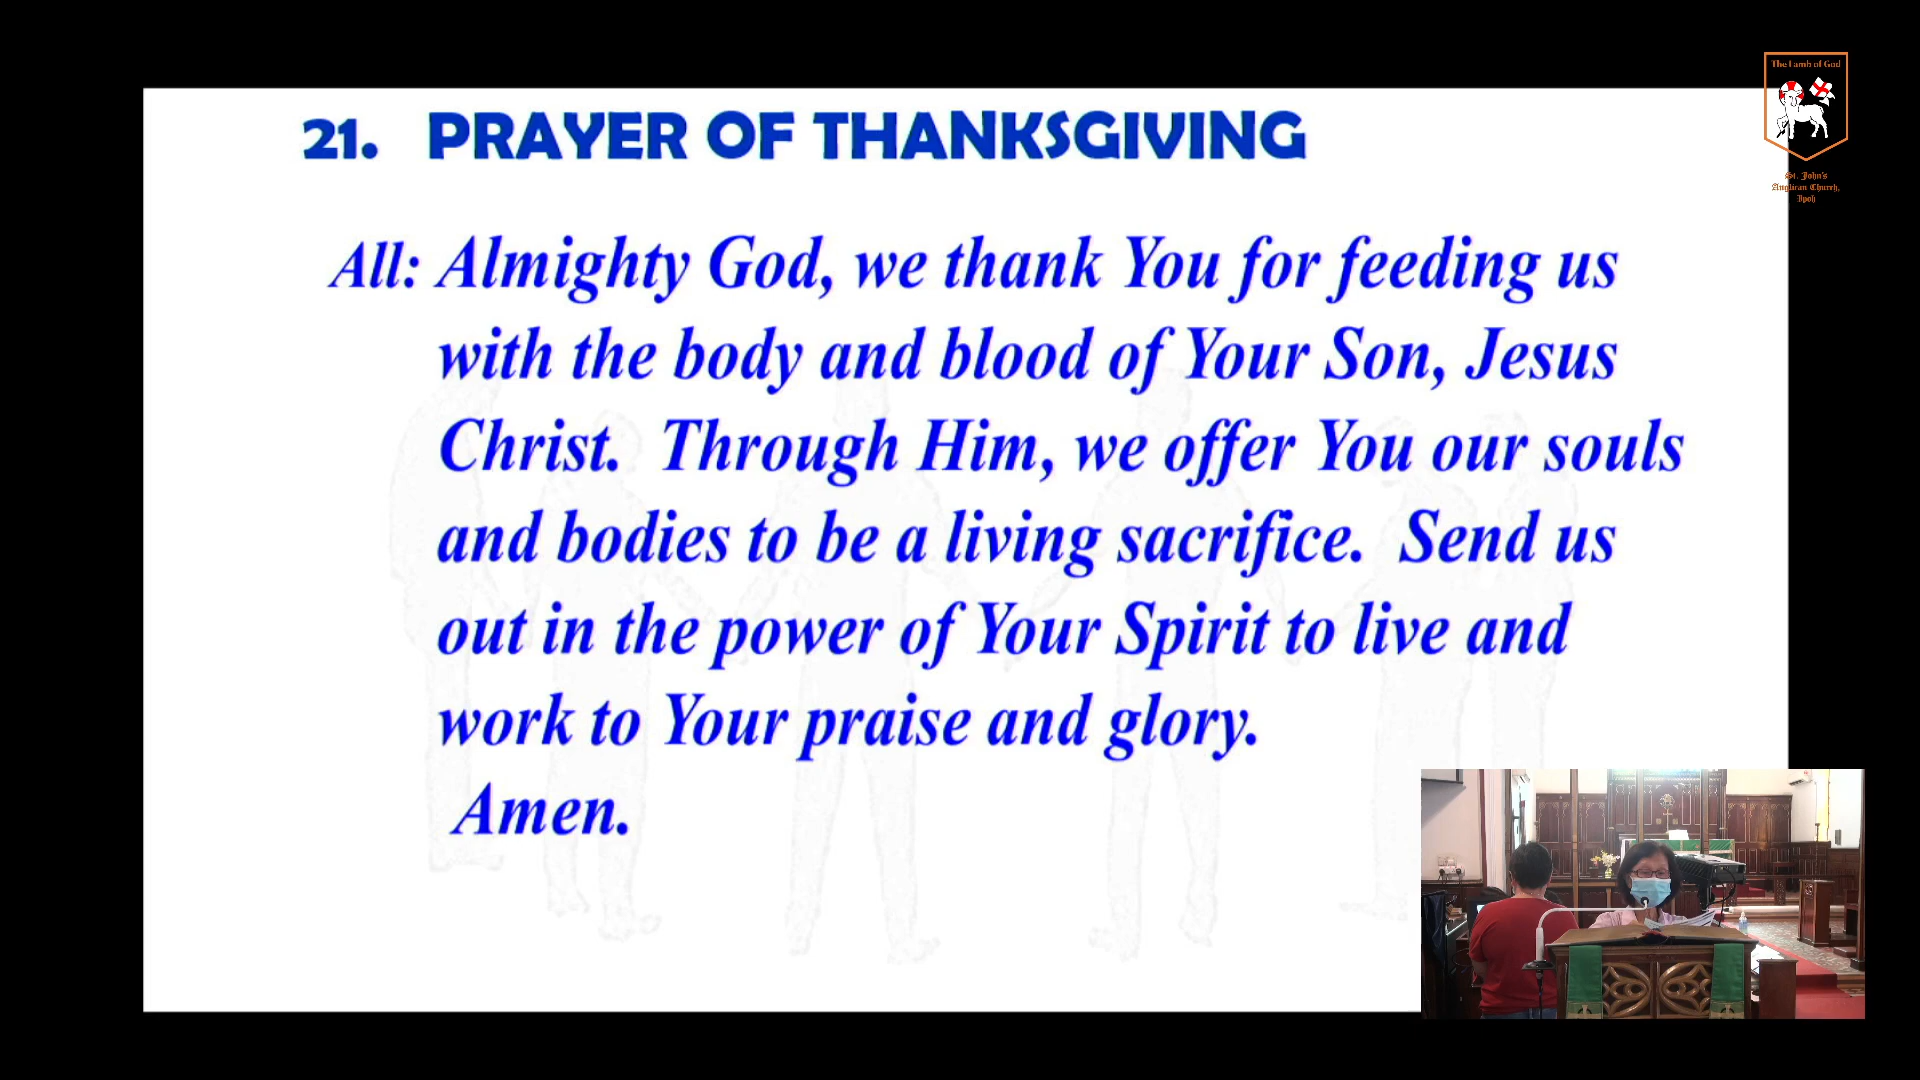 The Lamb of God
21. PRAYER OF THANKSGIVING
St. John's
Anglican Church,
Ipoh
All: Almighty God, we thank You for feeding us
with the body and blood of Your Son, Jesus
Christ. Through Him, we offer You our souls
and bodies to be a living sacrifice. Send us
out in the power of Your Spirit to live and
work to Your praise and glory.
Amen.